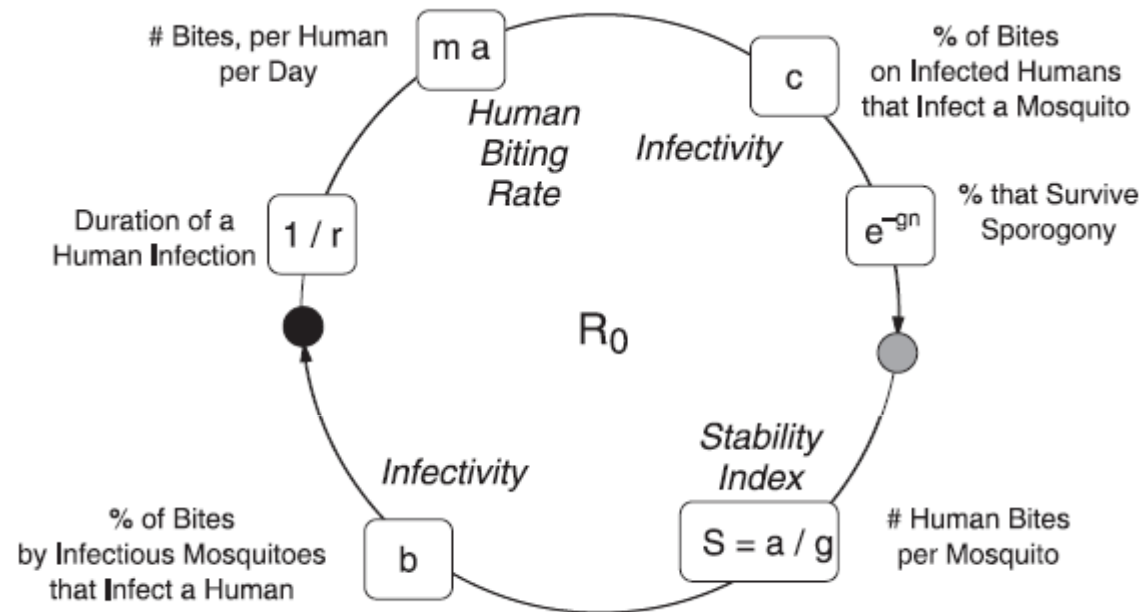 # Bites, per Human
per Day
m a
Human
Biting
Rate
c
% of Bites
on Infected Humans
that Infect a Mosquito
Infectivity
Duration of a
Human Infection
1 / r
e⁻ᵍⁿ
% that Survive
Sporogony
R₀
Stability
Index
S = a / g
# Human Bites
per Mosquito
Infectivity
b
% of Bites
by Infectious Mosquitoes
that Infect a Human